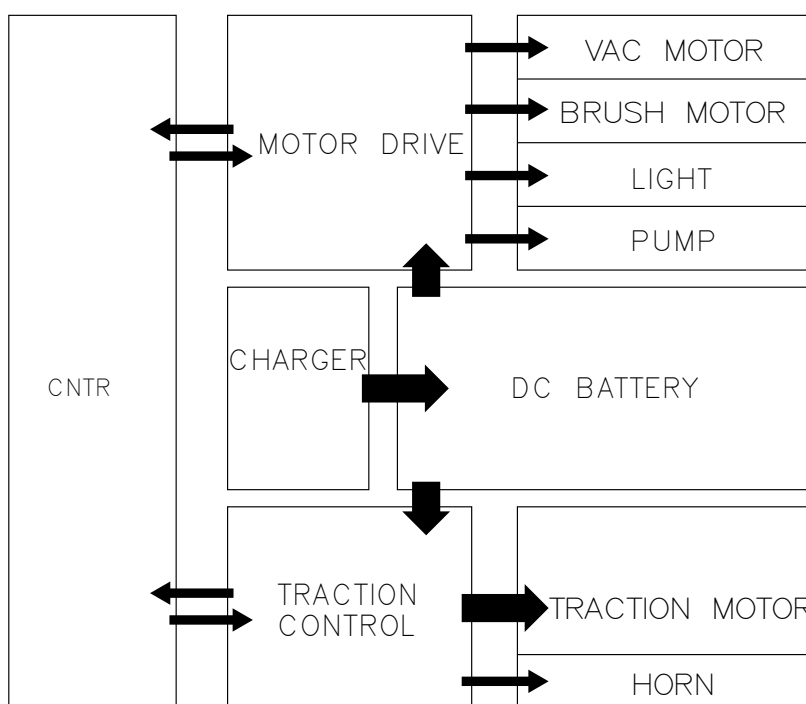 VAC MOTOR
BRUSH MOTOR
MOTOR DRIVE
LIGHT
PUMP
CHARGER
CNTR
DC BATTERY
TRACTION
CONTROL
TRACTION MOTOR
HORN